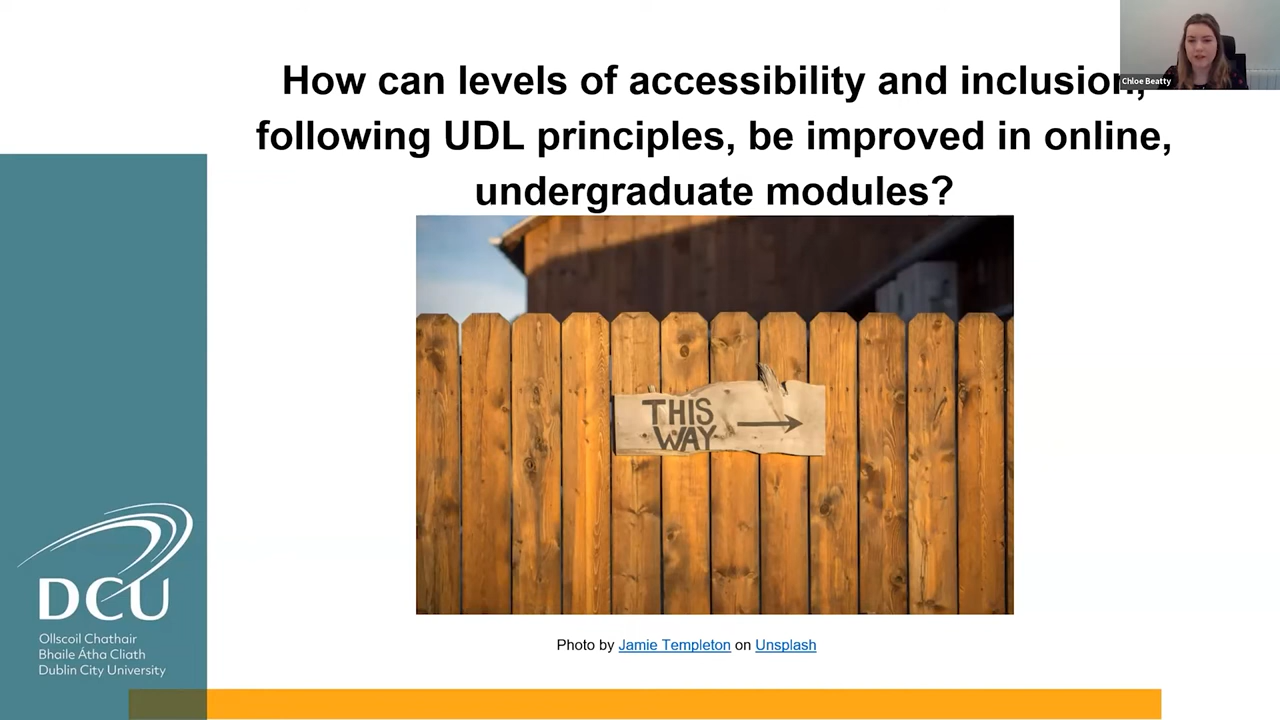 How can levels of accessibility and inclusion,
following UDL principles, be improved in online,
undergraduate modules?
Chloe Beatty
THIS
WAY
DCU
Ollscoil Chathair
Bhaile Átha Cliath
Dublin City University
Photo by Jamie Templeton on Unsplash